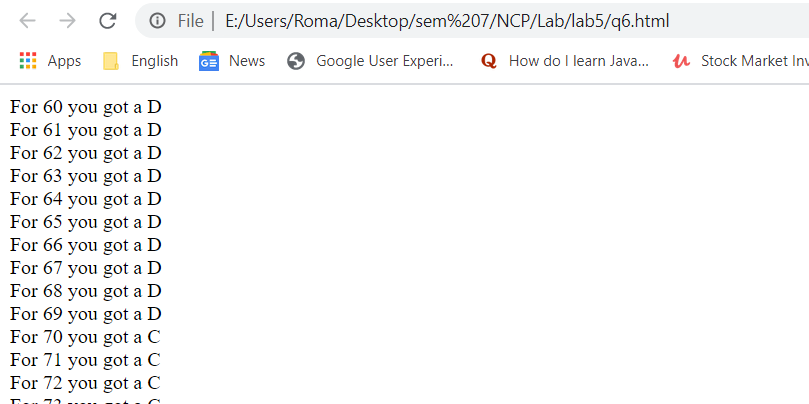 File | E:/Users/Roma/Desktop/sem%207/NCP/Lab/lab5/q6.html
Apps English News Google User Experi... How do I learn Java... Stock Market Inv
For 60 you got a D
For 61 you got a D
For 62 you got a D
For 63 you got a D
For 64 you got a D
For 65 you got a D
For 66 you got a D
For 67 you got a D
For 68 you got a D
For 69 you got a D
For 70 you got a C
For 71 you got a C
For 72 you got a C
For 73 you got a C